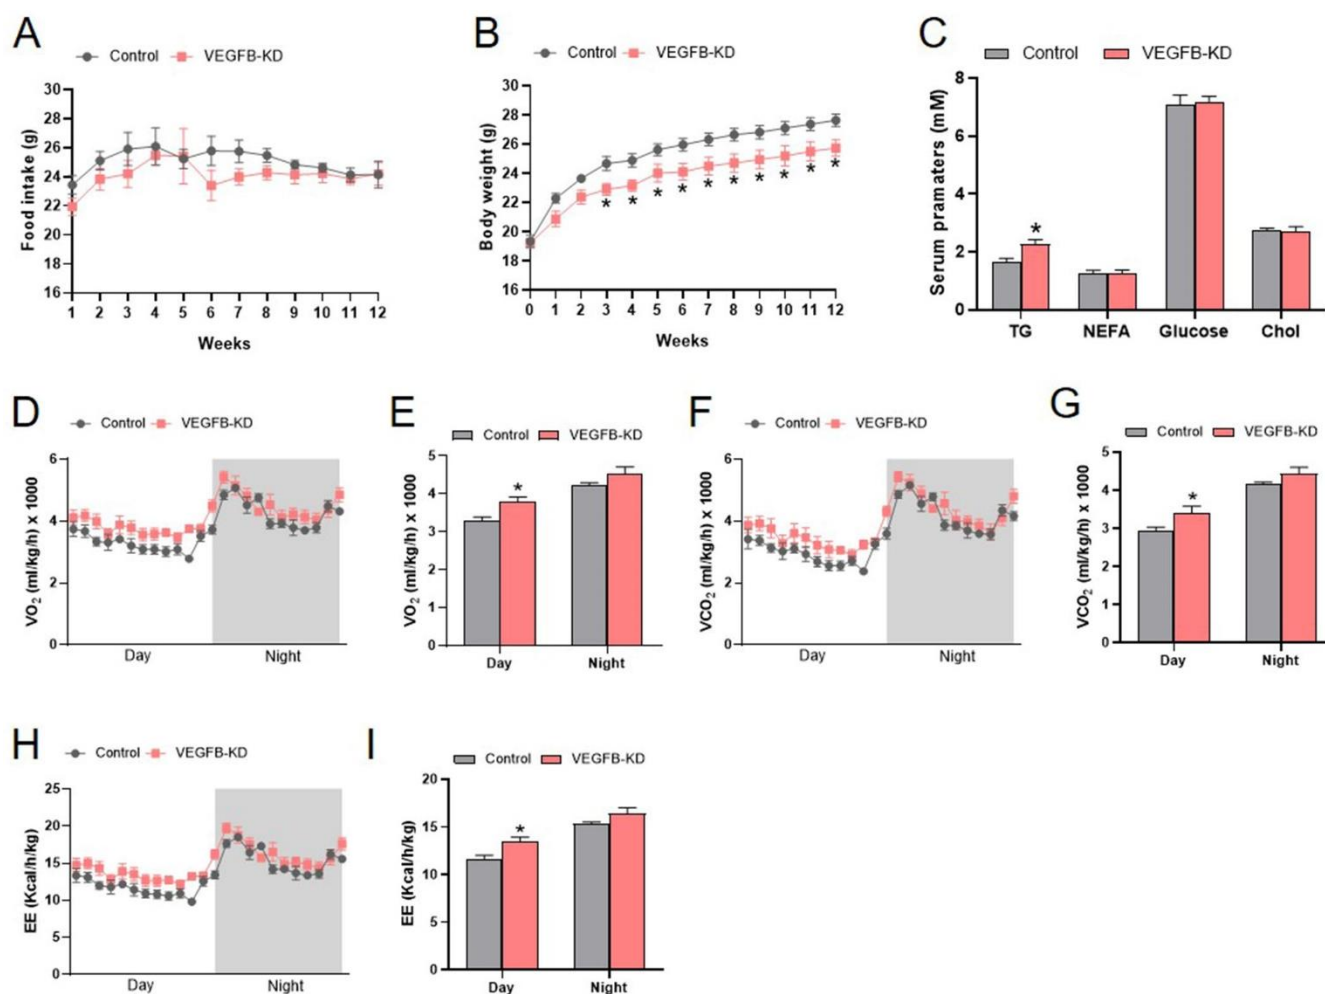 A
Control VEGFB-KD
Food intake (g)
30
28
26
24
22
20
18
16
1 2 3 4 5 6 7 8 9 10 11 12
Weeks
B
Control VEGFB-KD
Body weight (g)
30
28
26
24
22
20
18
16
* * * * * * * * * *
0 1 2 3 4 5 6 7 8 9 10 11 12
Weeks
C
Control VEGFB-KD
Serum pramaters (mM)
8
6
4
2
0
*
TG NEFA Glucose Chol
D
Control VEGFB-KD
VO2 (ml/kg/h) x 1000
6
4
2
0
Day Night
E
Control VEGFB-KD
VO2 (ml/kg/h) x 1000
5
4
3
2
1
0
*
Day Night
F
Control VEGFB-KD
VCO2 (ml/kg/h) x 1000
6
4
2
0
Day Night
G
Control VEGFB-KD
VCO2 (ml/kg/h) x 1000
5
4
3
2
1
0
*
Day Night
H
Control VEGFB-KD
EE (Kcal/h/kg)
25
20
15
10
5
0
Day Night
I
Control VEGFB-KD
EE (Kcal/h/kg)
20
15
10
5
0
*
Day Night